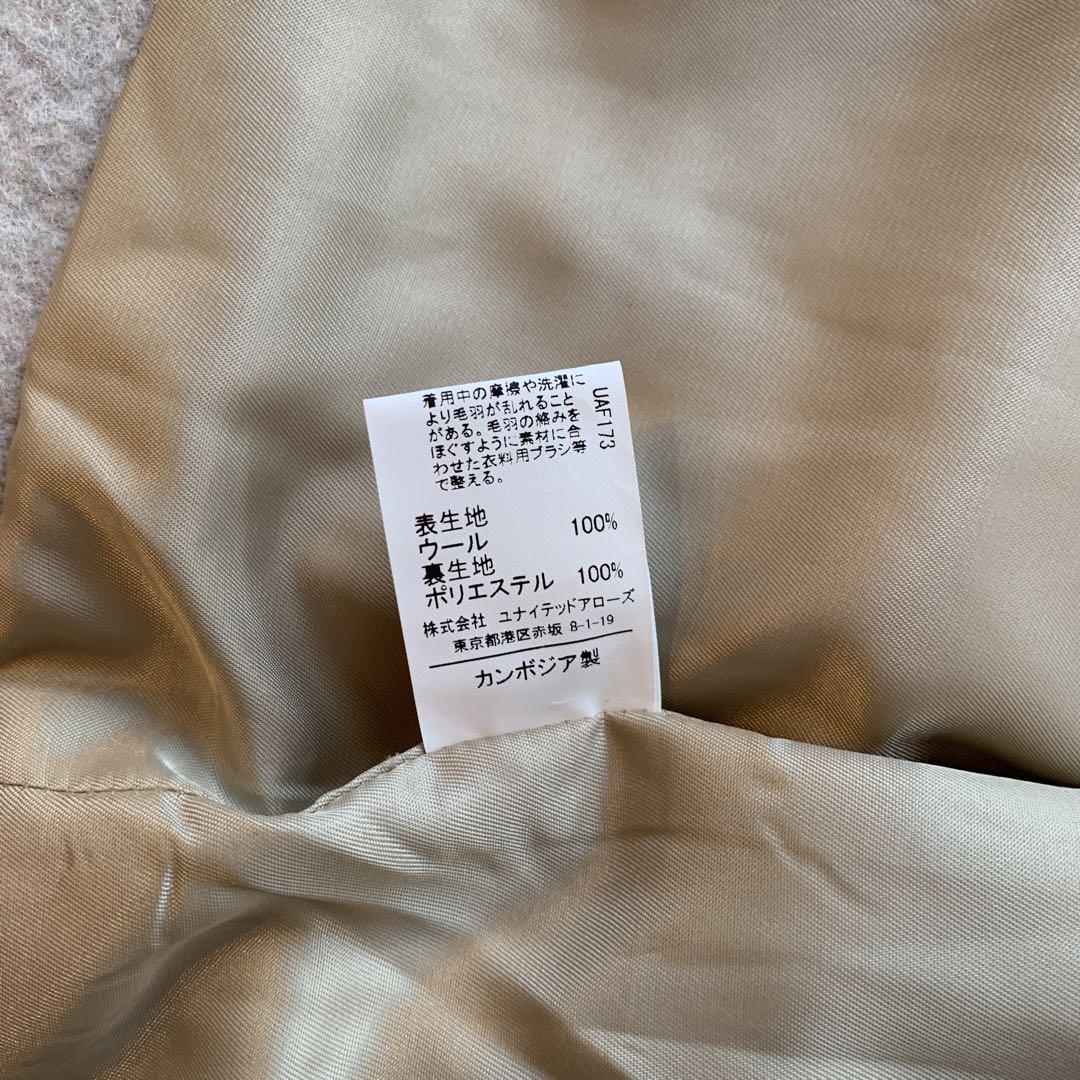 着用中の摩擦や洗濯に
より毛羽が乱れること
がある。毛羽の絡みを
ほぐすように素材に合
わせた衣料用ブラシ等
で整える。
UAF173
表生地
ウール 100%
裏生地
ポリエステル 100%
株式会社 ユナイテッドアローズ
東京都港区赤坂 8-1-19
カンボジア製